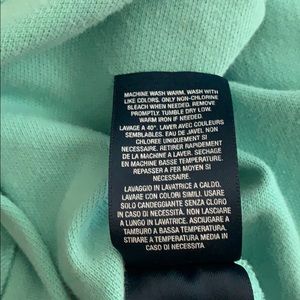 MACHINE WASH WARM, WASH WITH
LIKE COLORS. ONLY NON-CHLORINE
BLEACH WHEN NEEDED. REMOVE
PROMPTLY. TUMBLE DRY LOW.
WARM IRON IF NEEDED.
LAVAGE A 40°. LAVER AVEC COULEURS
SEMBLABLES. EAU DE JAVEL NON
CHLORE UNIQUEMENT SI
NECESSAIRE. RETIRER RAPIDEMENT
DE LA MACHINE A LAVER. SECHAGE
EN MACHINE BASSE TEMPERATURE.
REPASSER A FER MEDIUM SI
NECESSAIRE.
LAVAGGIO IN LAVATRICE A CALDO.
LAVARE CON COLORI SIMILI. USARE
SOLO CANDEGGIANTE SENZA CLORO
IN CASO DI NECESSITÀ. NON LASCIARE
A LUNGO IN LAVATRICE. ASCIUGARE A
TAMBURO A BASSA TEMPERATURA.
STIRARE A TEMPERATURA MEDIA IN
CASO DI NECESSITÀ